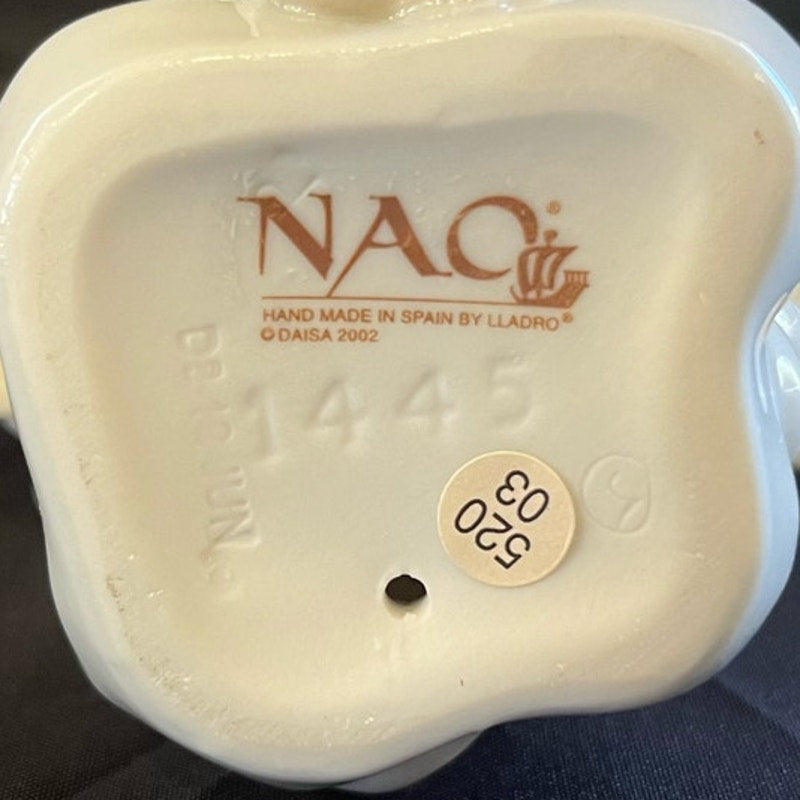 NAO®
HAND MADE IN SPAIN BY LLADRO®
© DAISA 2002
1445
520
03